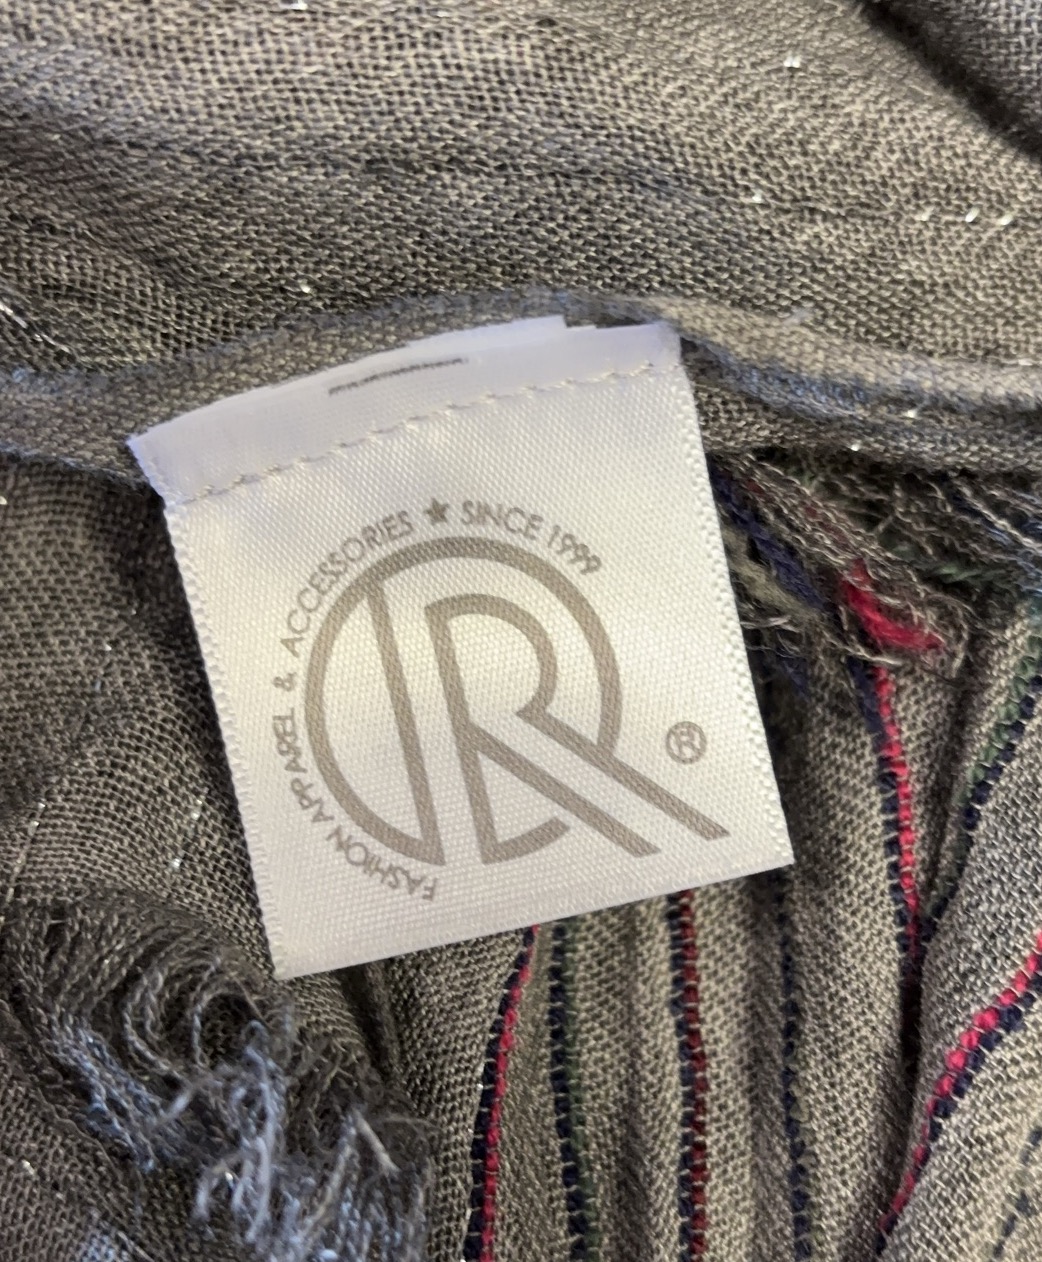 FASHION APPAREL & ACCESSORIES ★ SINCE 1999
R
®